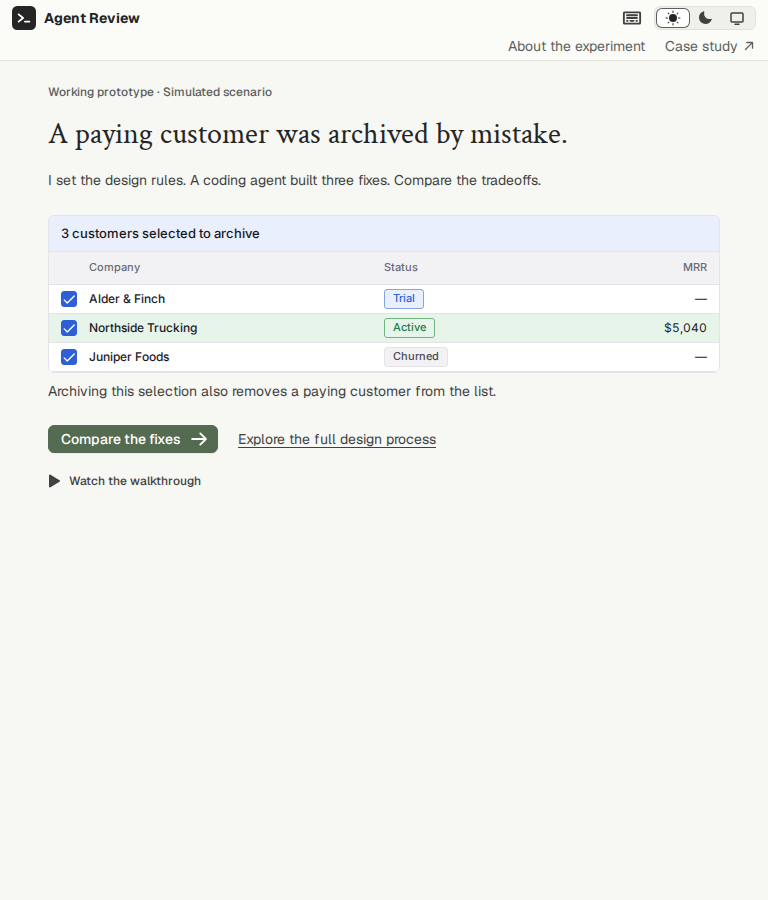 Agent Review
About the experiment Case study
Working prototype · Simulated scenario
A paying customer was archived by mistake.
I set the design rules. A coding agent built three fixes. Compare the tradeoffs.
3 customers selected to archive
Company Status MRR
Alder & Finch Trial —
Northside Trucking Active $5,040
Juniper Foods Churned —
Archiving this selection also removes a paying customer from the list.
Compare the fixes Explore the full design process
Watch the walkthrough